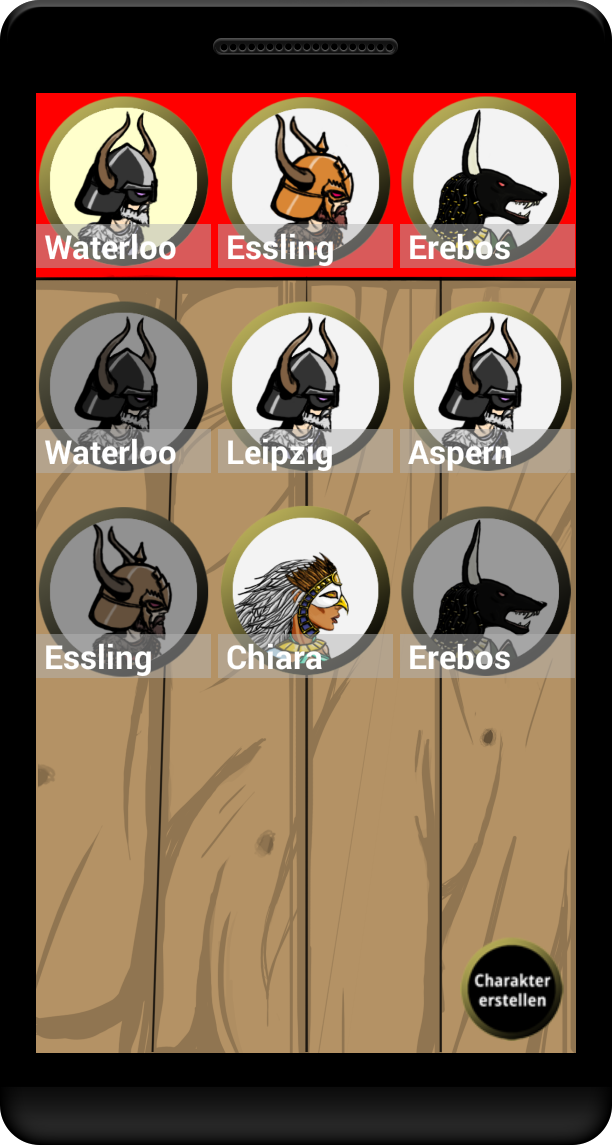 Waterloo
Essling
Erebos
Waterloo
Leipzig
Aspern
Essling
Chiara
Erebos
Charakter
erstellen